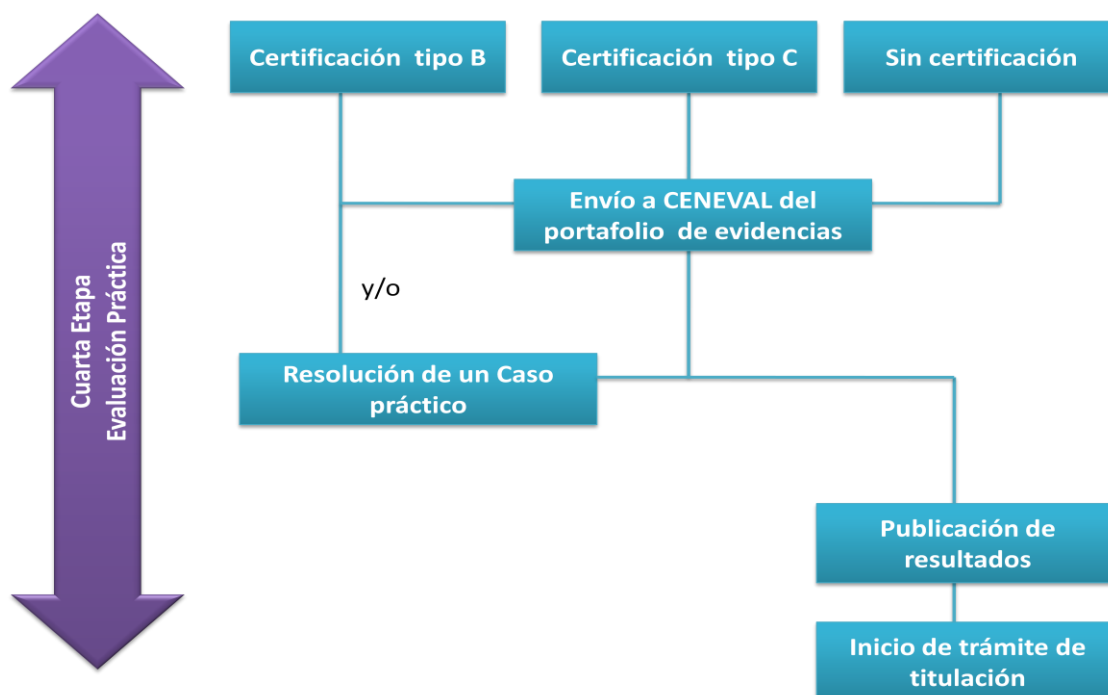 Cuarta Etapa
Evaluación Práctica
Certificación tipo B
Certificación tipo C
Sin certificación
Envío a CENEVAL del
portafolio de evidencias
y/o
Resolución de un Caso
práctico
Publicación de
resultados
Inicio de trámite de
titulación